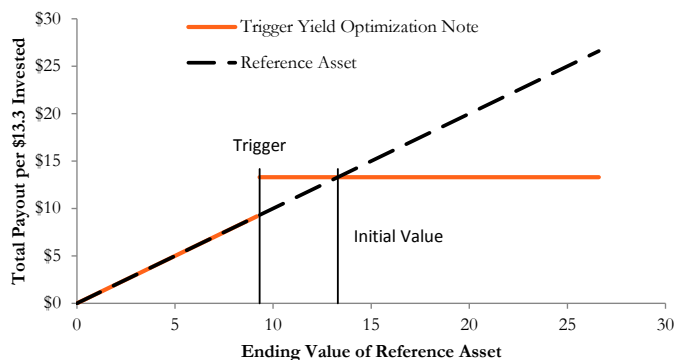 Trigger Yield Optimization Note
Reference Asset
Total Payout per $13.3 Invested
$30
$25
$20
$15
$10
$5
$0
Trigger
Initial Value
0 5 10 15 20 25 30
Ending Value of Reference Asset